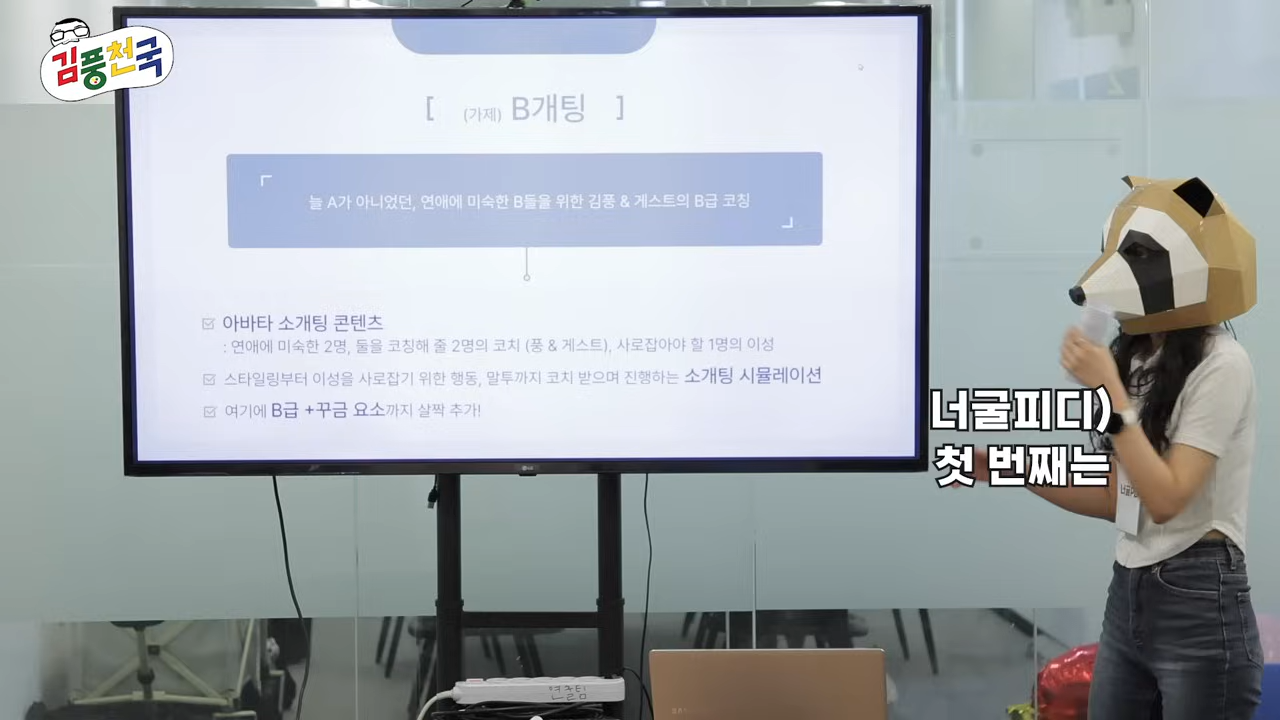 김풍천국
[ (가제) B개팅 ]
늘 A가 아니었던, 연애에 미숙한 B들을 위한 김풍 & 게스트의 B급 코칭
아바타 소개팅 콘텐츠
: 연애에 미숙한 2명, 둘을 코칭해 줄 2명의 코치 (풍 & 게스트), 사로잡아야 할 1명의 이성
스타일링부터 이성을 사로잡기 위한 행동, 말투까지 코치 받으며 진행하는 소개팅 시뮬레이션
여기에 B급 +꾸금 요소까지 살짝 추가!
너굴피디)
첫 번째는
LG
연출팀